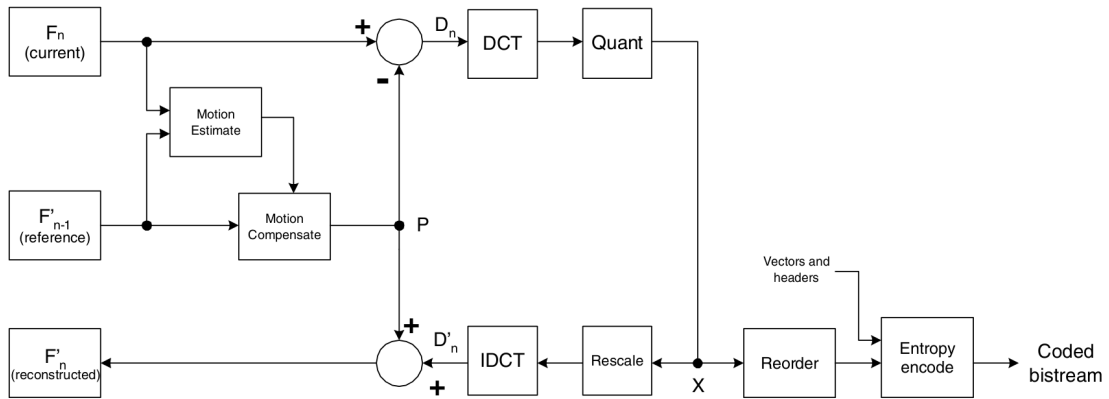 Fn
(current)
+
Dn
DCT
Quant
-
Motion
Estimate
F'n-1
(reference)
Motion
Compensate
P
Vectors and
headers
F'n
(reconstructed)
+
+
D'n
IDCT
Rescale
X
Reorder
Entropy
encode
Coded
bistream